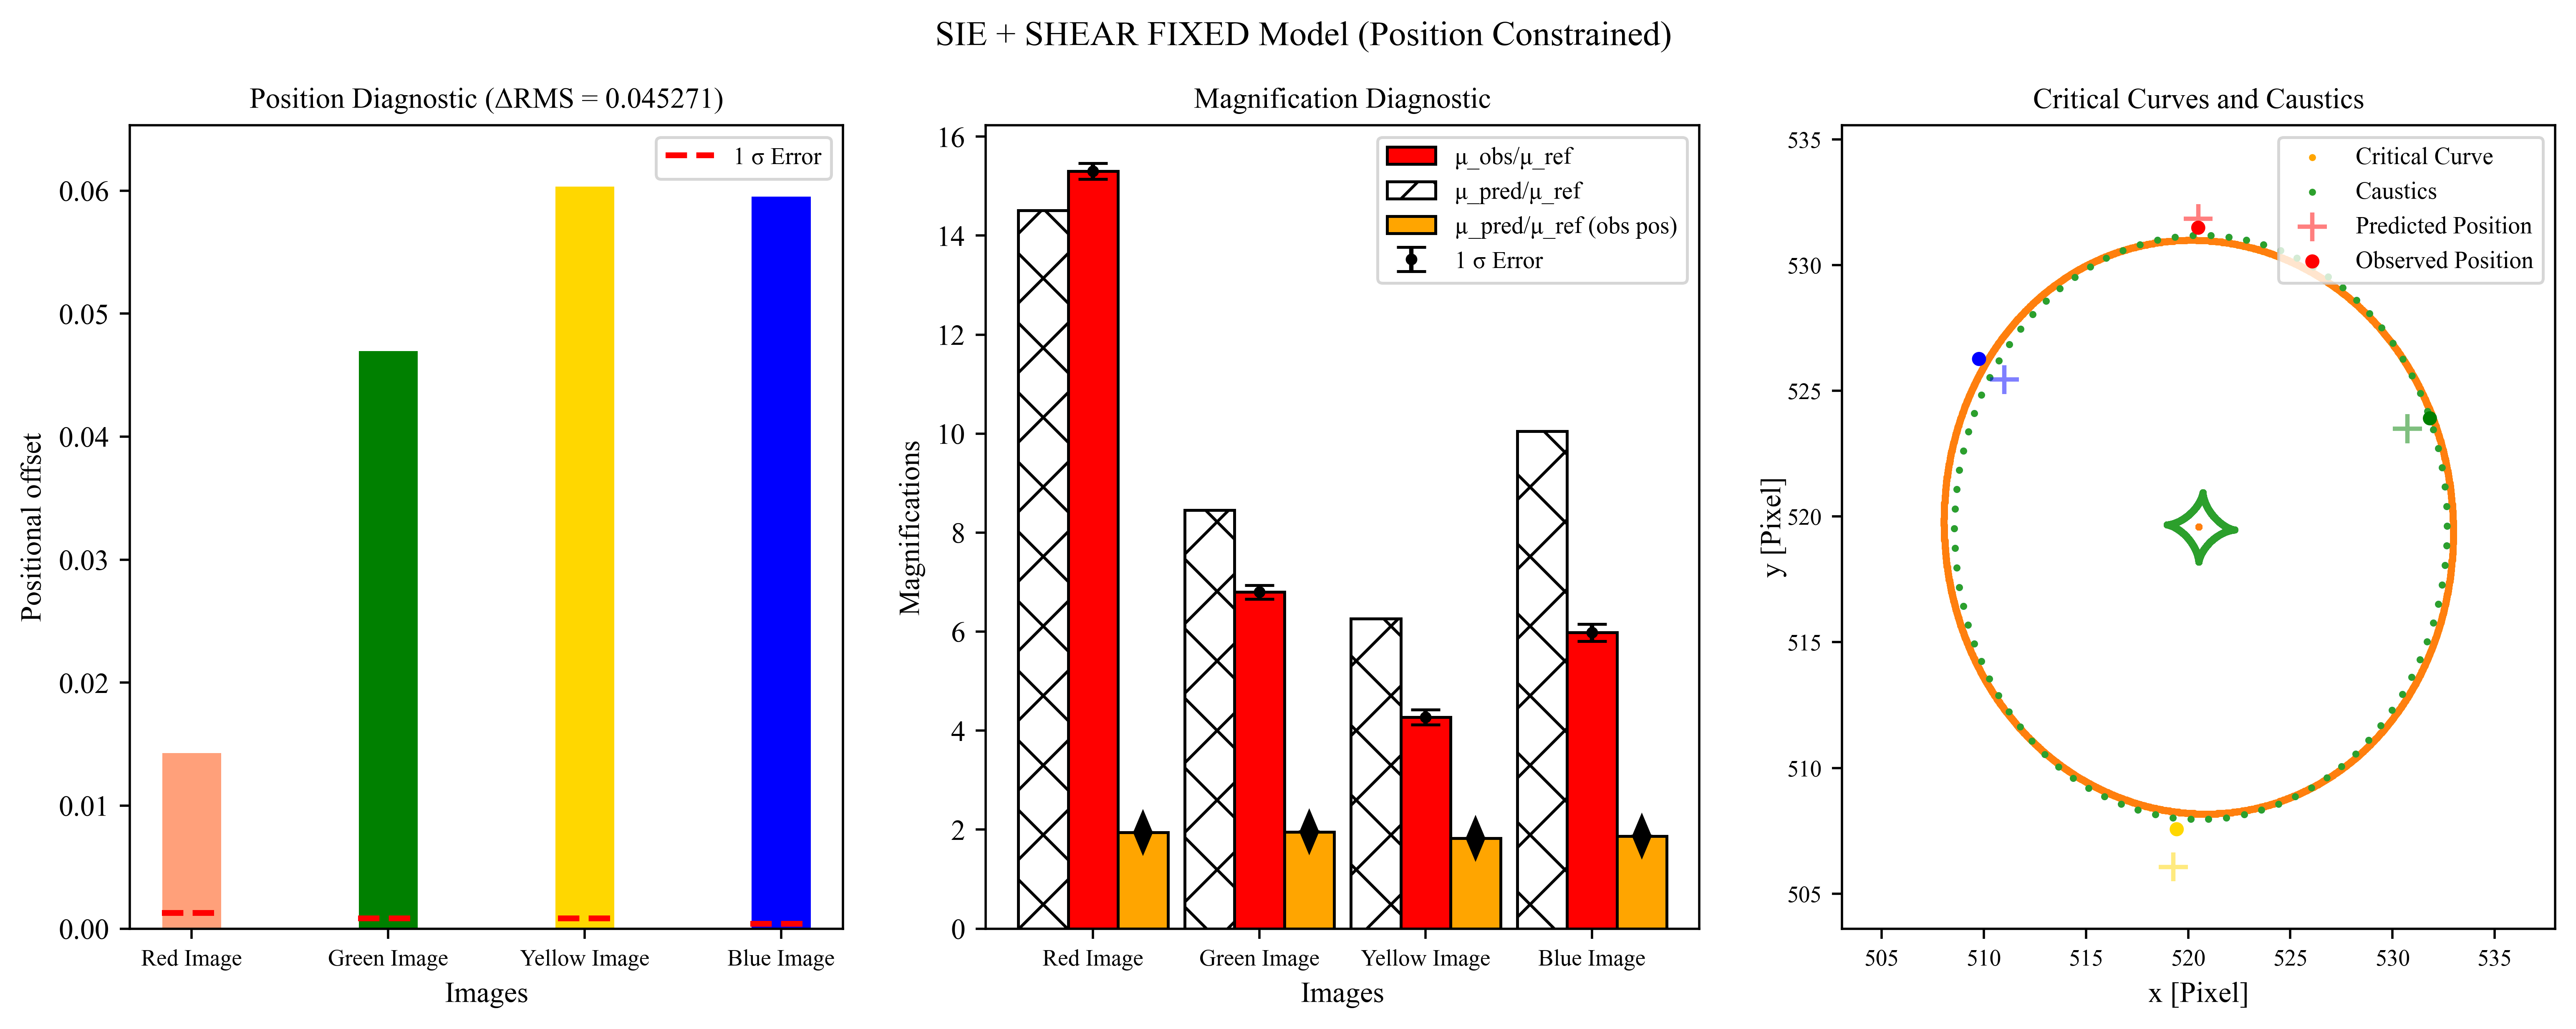 SIE + SHEAR FIXED Model (Position Constrained)
Position Diagnostic (ΔRMS = 0.045271)
1 σ Error
Positional offset
0.06
0.05
0.04
0.03
0.02
0.01
0.00
Red Image
Green Image
Yellow Image
Blue Image
Images
Magnification Diagnostic
μ_obs/μ_ref
μ_pred/μ_ref
μ_pred/μ_ref (obs pos)
1 σ Error
Magnifications
16
14
12
10
8
6
4
2
0
Red Image
Green Image
Yellow Image
Blue Image
Images
Critical Curves and Caustics
Critical Curve
Caustics
Predicted Position
Observed Position
y [Pixel]
535
530
525
520
515
510
505
505
510
515
520
525
530
535
x [Pixel]